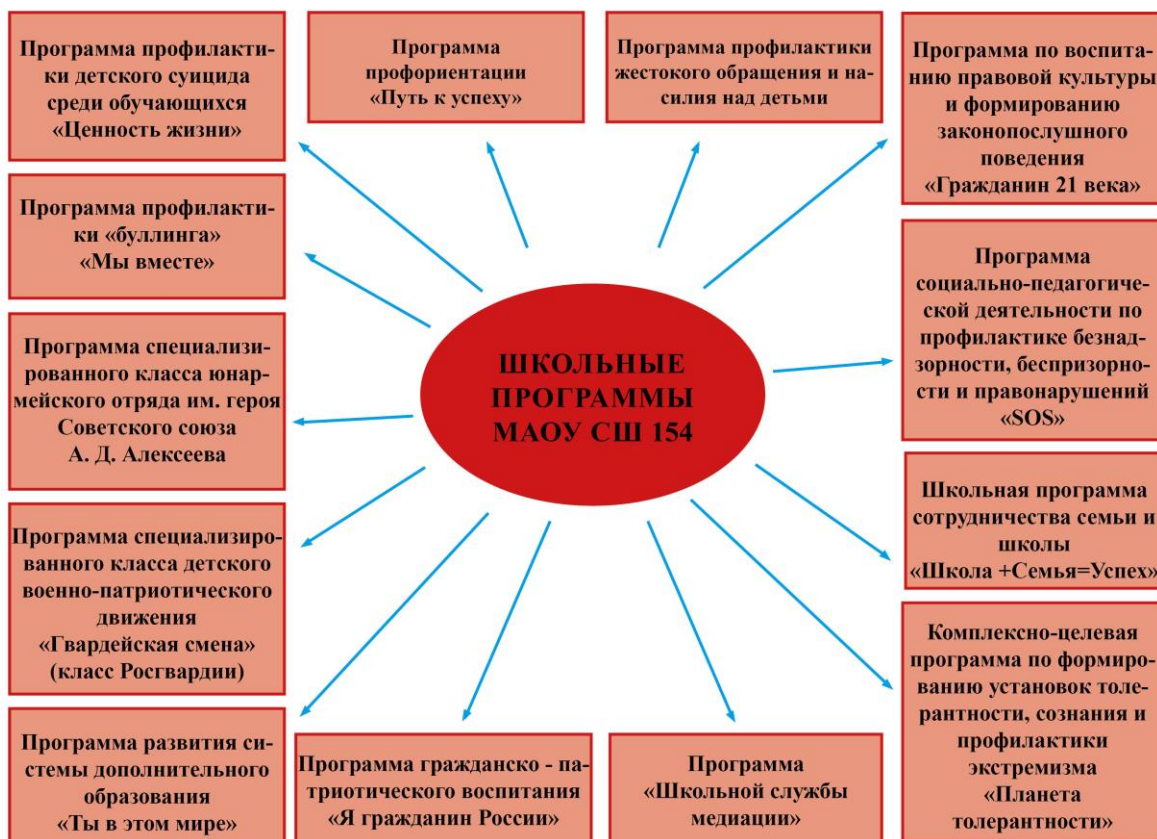 Программа профилакти-
ки детского суицида
среди обучающихся
«Ценность жизни»
Программа
профориентации
«Путь к успеху»
Программа профилактики
жестокого обращения и на-
силия над детьми
Программа по воспита-
нию правовой культуры
и формированию
законопослушного
поведения
«Гражданин 21 века»
Программа профилакти-
ки «буллинга»
«Мы вместе»
Программа
социально-педагогиче-
ской деятельности по
профилактике безнад-
зорности, беспризорно-
сти и правонарушений
«SOS»
Программа специализи-
рованного класса юнар-
мейского отряда им. героя
Советского союза
А. Д. Алексеева
ШКОЛЬНЫЕ
ПРОГРАММЫ
МАОУ СШ 154
Школьная программа
сотрудничества семьи и
школы
«Школа +Семья=Успех»
Программа специализиро-
ванного класса детского
военно-патриотического
движения
«Гвардейская смена»
(класс Росгвардии)
Комплексно-целевая
программа по формиро-
ванию установок толе-
рантности, сознания и
профилактики
экстремизма
«Планета
толерантности»
Программа развития си-
стемы дополнительного
образования
«Ты в этом мире»
Программа гражданско - па-
триотического воспитания
«Я гражданин России»
Программа
«Школьной службы
медиации»